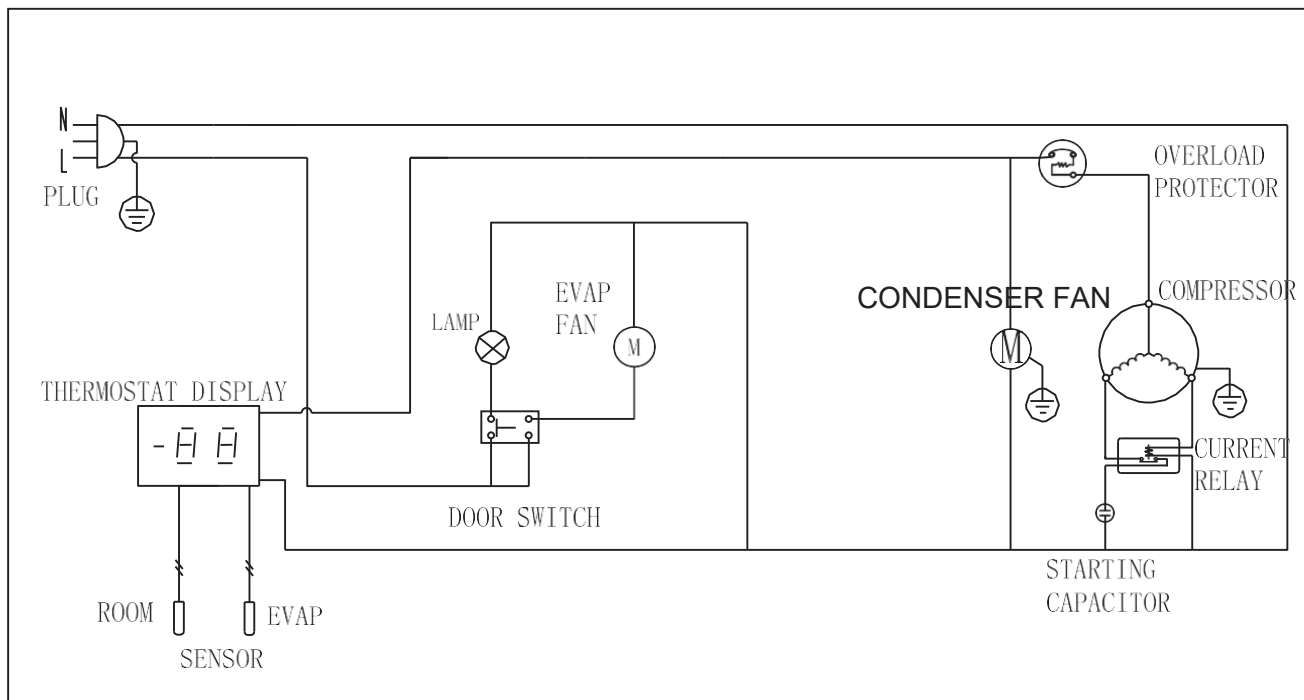 N
L
PLUG
OVERLOAD
PROTECTOR
EVAP
FAN
CONDENSER FAN
COMPRESSOR
LAMP
M
M
THERMOSTAT DISPLAY
CURRENT
RELAY
DOOR SWITCH
STARTING
CAPACITOR
ROOM
EVAP
SENSOR